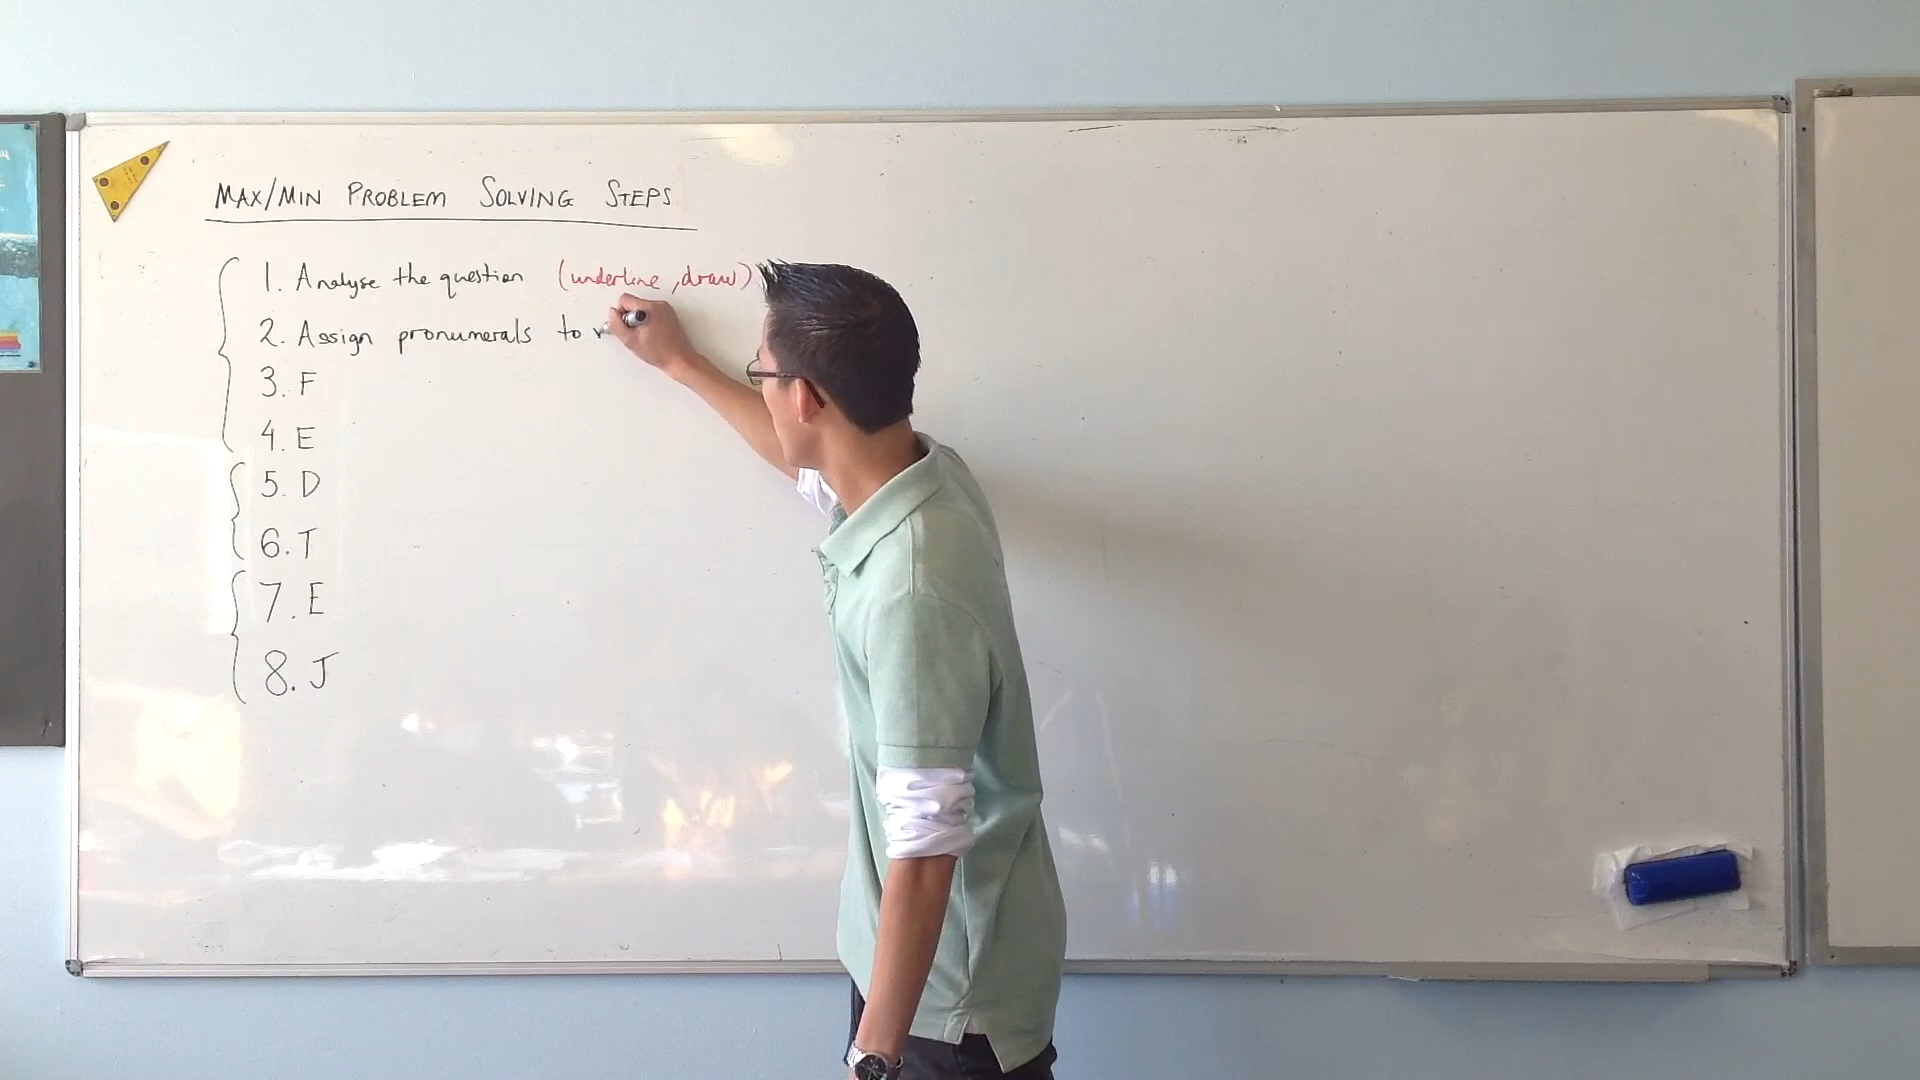 MAX/MIN PROBLEM SOLVING STEPS
1. Analyse the question (underline, draw)
2. Assign pronumerals to
3. F
4. E
5. D
6. T
7. E
8. J